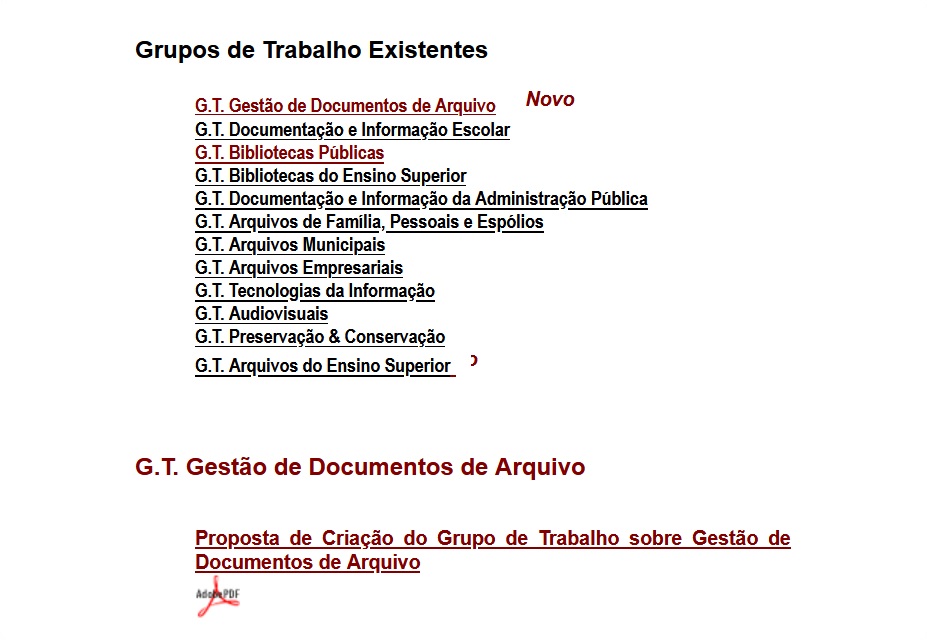 Grupos de Trabalho Existentes
G.T. Gestão de Documentos de Arquivo Novo
G.T. Documentação e Informação Escolar
G.T. Bibliotecas Públicas
G.T. Bibliotecas do Ensino Superior
G.T. Documentação e Informação da Administração Pública
G.T. Arquivos de Família, Pessoais e Espólios
G.T. Arquivos Municipais
G.T. Arquivos Empresariais
G.T. Tecnologias da Informação
G.T. Audiovisuais
G.T. Preservação & Conservação
G.T. Arquivos do Ensino Superior
G.T. Gestão de Documentos de Arquivo
Proposta de Criação do Grupo de Trabalho sobre Gestão de
Documentos de Arquivo
Adobe PDF